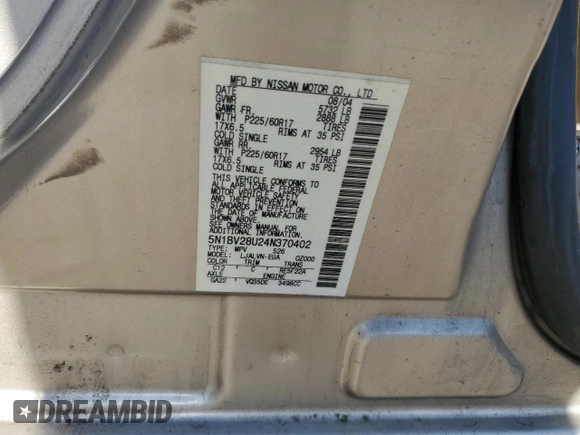 MFD BY NISSAN MOTOR CO., LTD
DATE 08/04
GVWR 5732 LB
GAWR FR. 2888 LB
WITH P225/60R17 TIRES
17X6.5 RIMS AT 35 PSI
COLD SINGLE
GAWR RR. 2954 LB
WITH P225/60R17 TIRES
17X6.5 RIMS AT 35 PSI
COLD SINGLE
THIS VEHICLE CONFORMS TO
ALL APPLICABLE FEDERAL
MOTOR VEHICLE SAFETY
AND THEFT PREVENTION
STANDARDS IN EFFECT ON
THE DATE OF MANUFACTURE
SHOWN ABOVE.
SEE OWNERS MANUAL FOR
ADDITIONAL INFO.
5N1BV28U24N370402
TYPE MPV 526
MODEL LJALVN-EUA 0Z000
COLOR TRIM TRANS
C12 C RE5F22A
AXLE ENGINE
GA22 VQ35DE 3498CC
DREAMBID